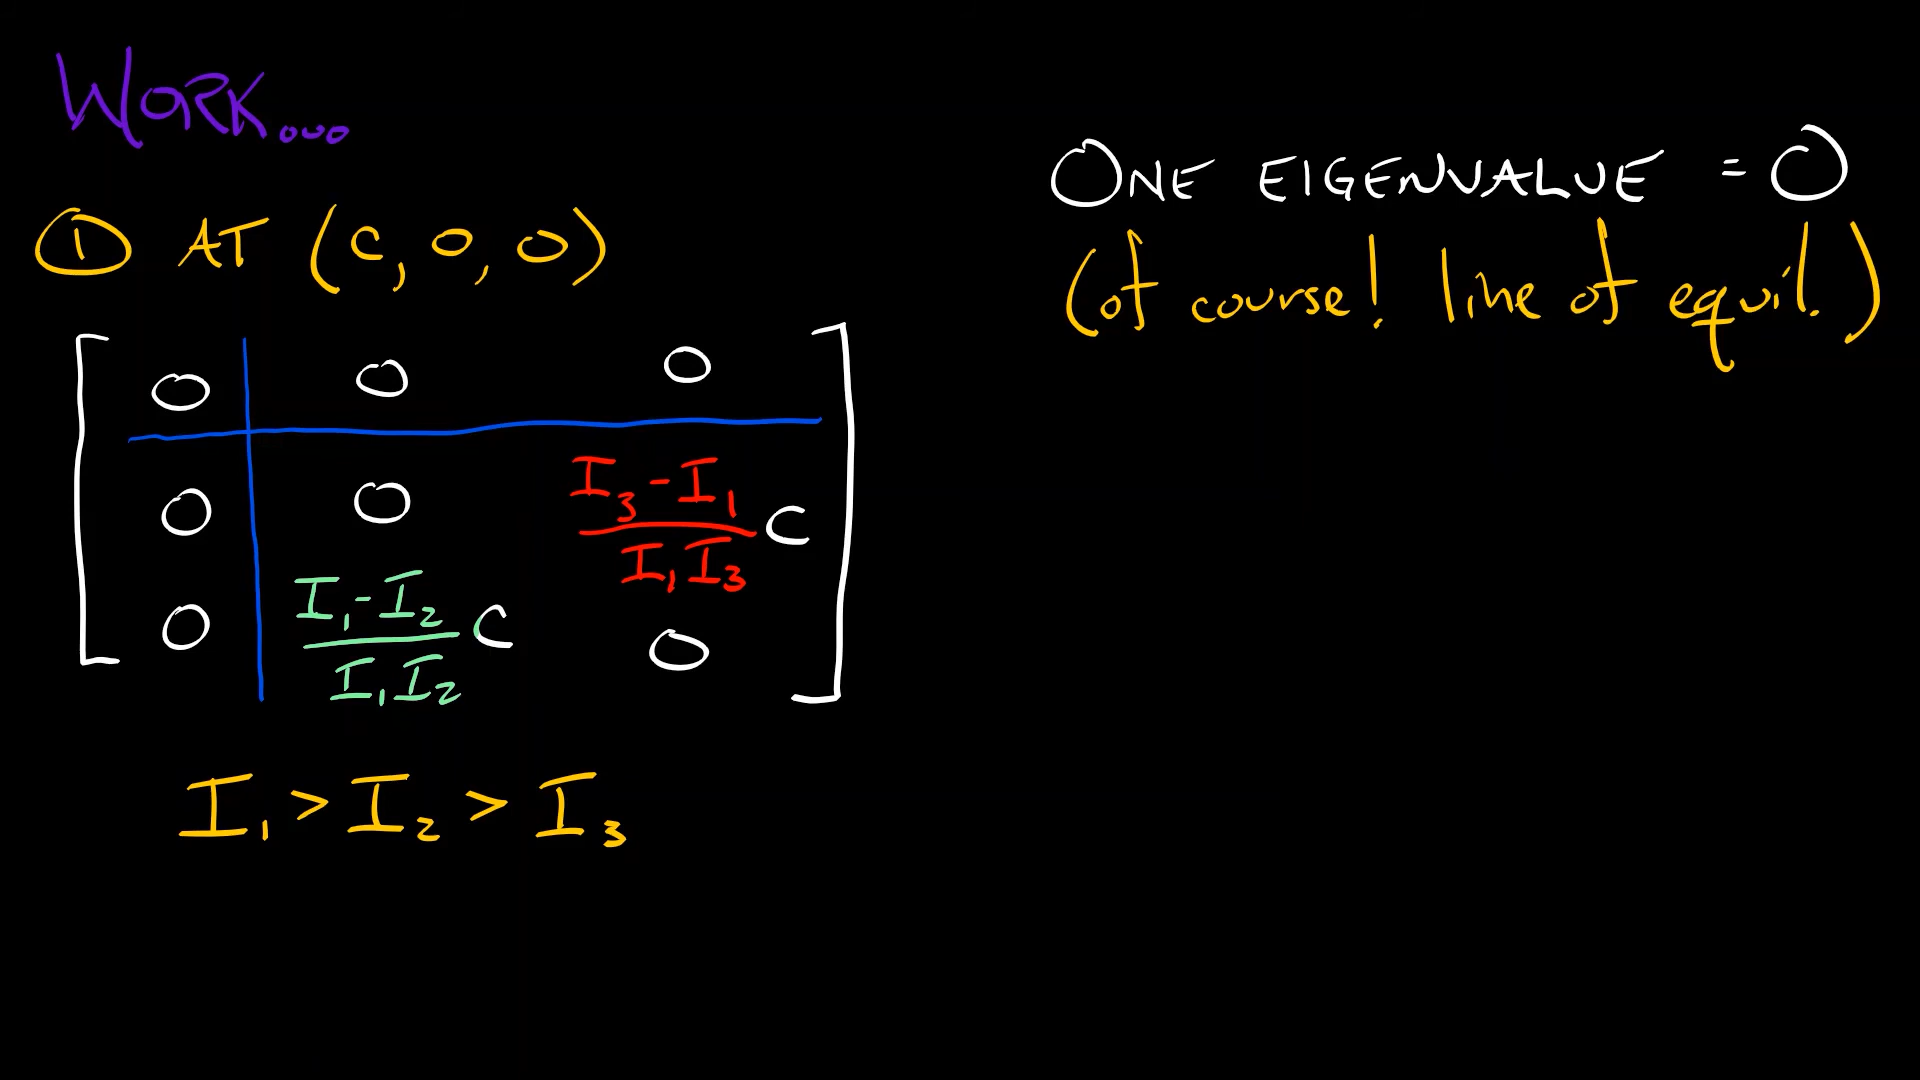 WORK...
① AT (C, 0, 0)
0 0 0
0 0 I₃-I₁/I₁I₃ C
0 I₁-I₂/I₁I₂ C 0
I₁ > I₂ > I₃
ONE EIGENVALUE = 0
(of course! line of equil.)